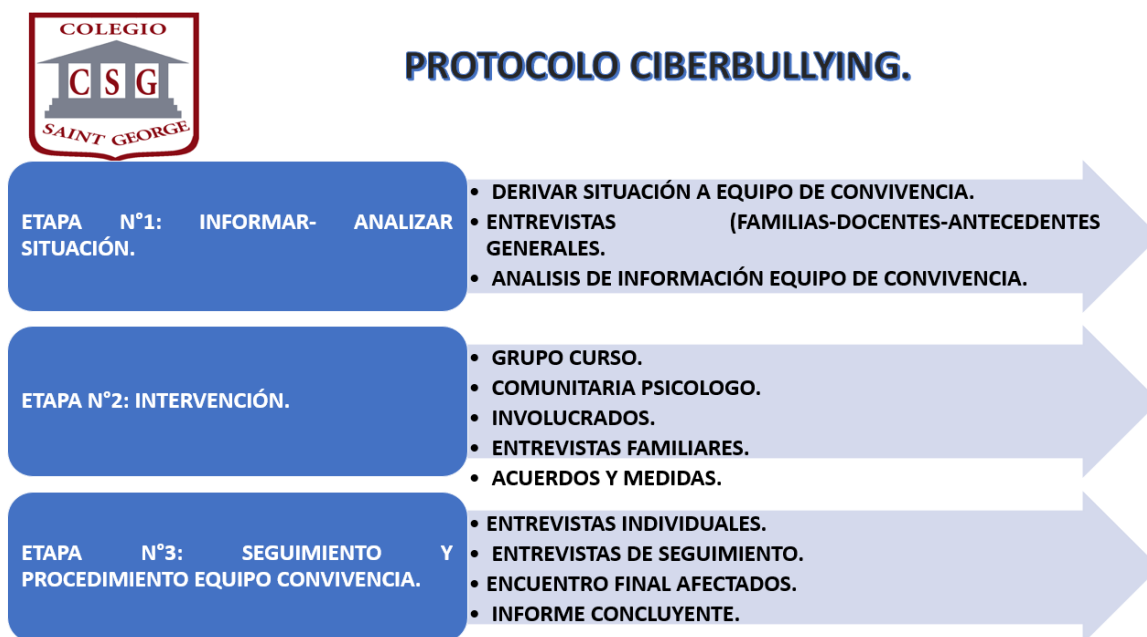 COLEGIO
CSG
SAINT GEORGE
PROTOCOLO CIBERBULLYING.
ETAPA N°1: INFORMAR- ANALIZAR
SITUACIÓN.
• DERIVAR SITUACIÓN A EQUIPO DE CONVIVENCIA.
• ENTREVISTAS (FAMILIAS-DOCENTES-ANTECEDENTES
GENERALES.
• ANALISIS DE INFORMACIÓN EQUIPO DE CONVIVENCIA.
ETAPA N°2: INTERVENCIÓN.
• GRUPO CURSO.
• COMUNITARIA PSICOLOGO.
• INVOLUCRADOS.
• ENTREVISTAS FAMILIARES.
• ACUERDOS Y MEDIDAS.
ETAPA N°3: SEGUIMIENTO Y
PROCEDIMIENTO EQUIPO CONVIVENCIA.
• ENTREVISTAS INDIVIDUALES.
• ENTREVISTAS DE SEGUIMIENTO.
• ENCUENTRO FINAL AFECTADOS.
• INFORME CONCLUYENTE.